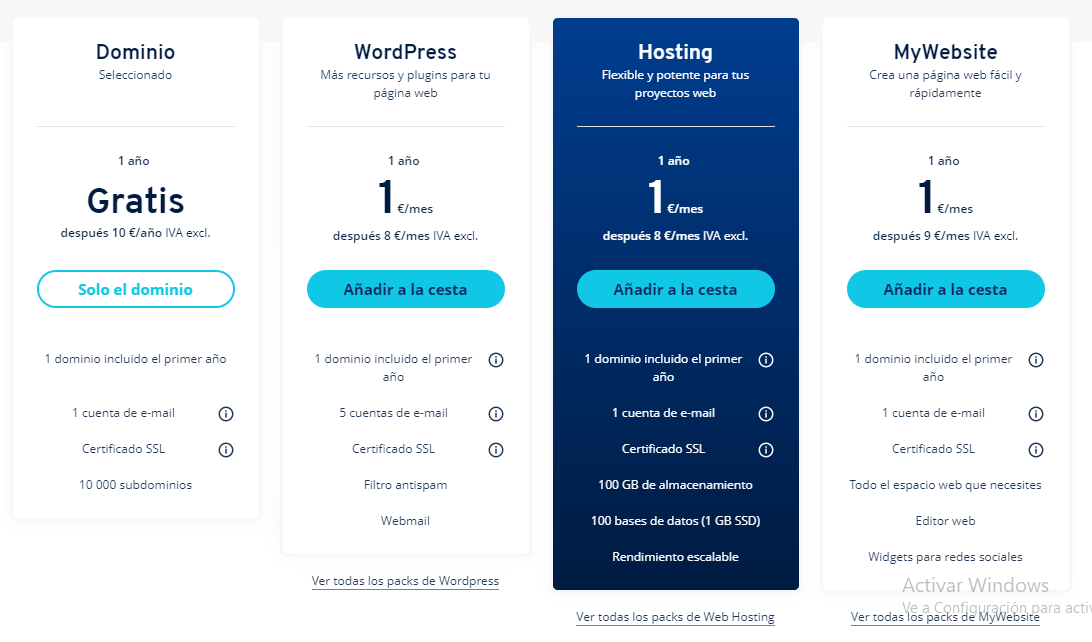 Dominio
Seleccionado
1 año
Gratis
después 10 €/año IVA excl.
Solo el dominio
1 dominio incluido el primer año
1 cuenta de e-mail
Certificado SSL
10 000 subdominios
WordPress
Más recursos y plugins para tu
página web
1 año
1 €/mes
después 8 €/mes IVA excl.
Añadir a la cesta
1 dominio incluido el primer
año
5 cuentas de e-mail
Certificado SSL
Filtro antispam
Webmail
Ver todas los packs de Wordpress
Hosting
Flexible y potente para tus
proyectos web
1 año
1 €/mes
después 8 €/mes IVA excl.
Añadir a la cesta
1 dominio incluido el primer
año
1 cuenta de e-mail
Certificado SSL
100 GB de almacenamiento
100 bases de datos (1 GB SSD)
Rendimiento escalable
Ver todas los packs de Web Hosting
MyWebsite
Crea una página web fácil y
rápidamente
1 año
1 €/mes
después 9 €/mes IVA excl.
Añadir a la cesta
1 dominio incluido el primer
año
1 cuenta de e-mail
Certificado SSL
Todo el espacio web que necesites
Editor web
Widgets para redes sociales
Activar Windows
Ve a Configuración para activ
Ver todas los packs de MyWebsite